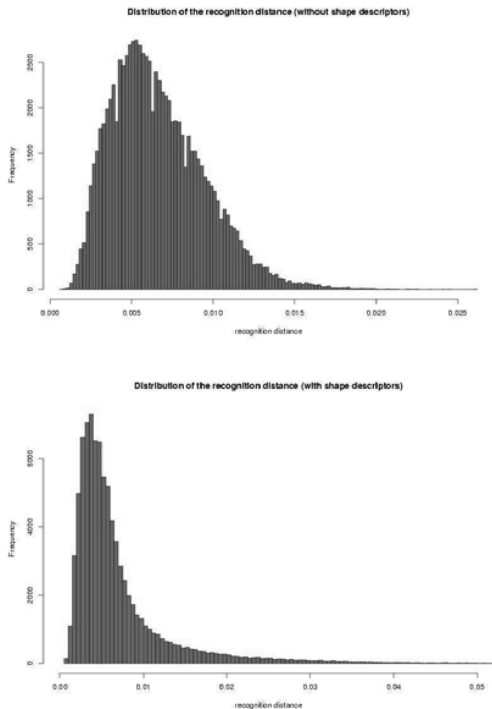 Distribution of the recognition distance (without shape descriptors)
2500
2000
1500
1000
500
0
Frequency
0.000 0.005 0.010 0.015 0.020 0.025
recognition distance
Distribution of the recognition distance (with shape descriptors)
6000
4000
2000
0
Frequency
0.00 0.01 0.02 0.03 0.04 0.05
recognition distance